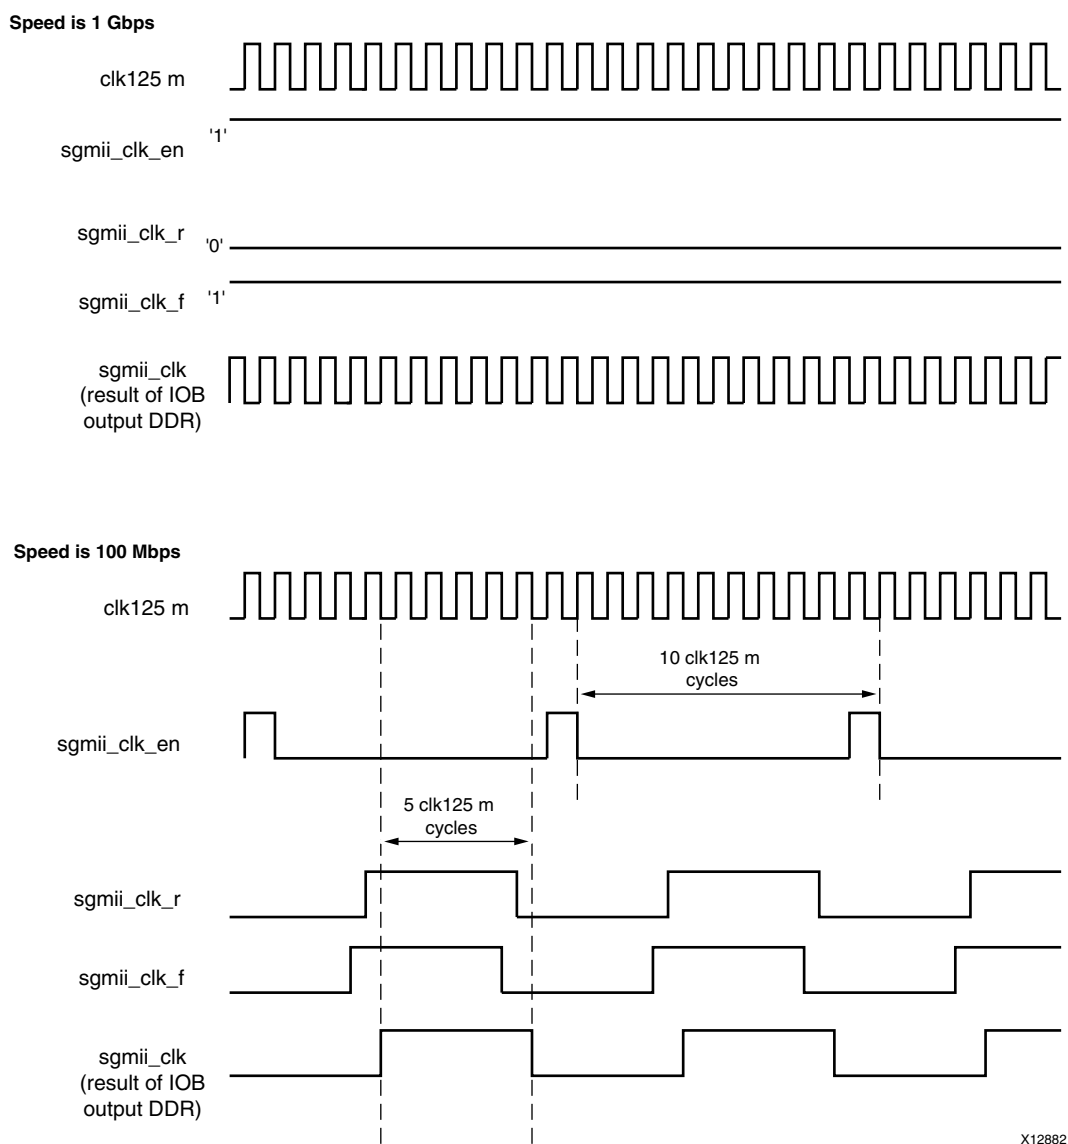 Speed is 1 Gbps
clk125 m
sgmii_clk_en
'1'
sgmii_clk_r
'0'
sgmii_clk_f
'1'
sgmii_clk
(result of IOB
output DDR)
Speed is 100 Mbps
clk125 m
10 clk125 m
cycles
sgmii_clk_en
5 clk125 m
cycles
sgmii_clk_r
sgmii_clk_f
sgmii_clk
(result of IOB
output DDR)
X12882